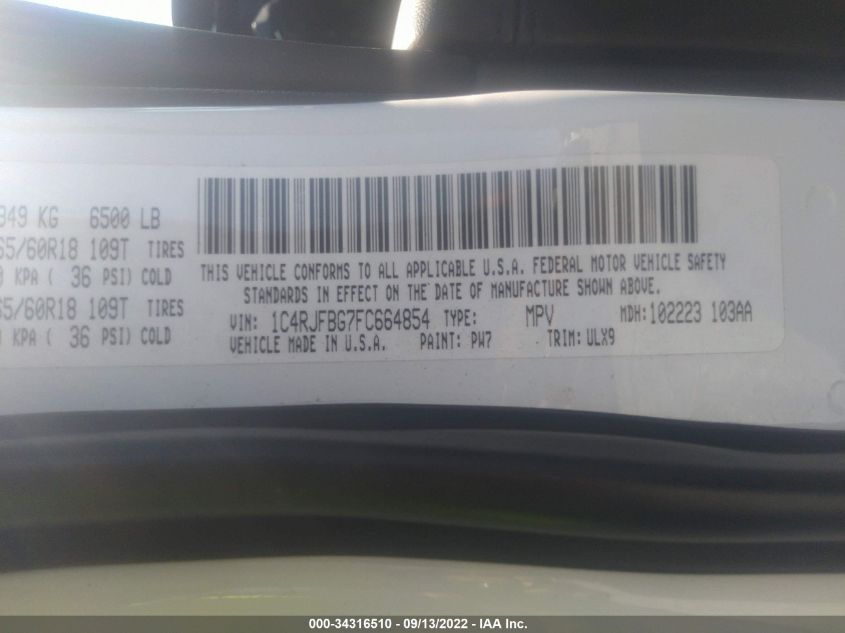 349 KG 6500 LB
65/60R18 109T TIRES
KPA ( 36 PSI) COLD
65/60R18 109T TIRES
KPA ( 36 PSI) COLD
THIS VEHICLE CONFORMS TO ALL APPLICABLE U.S.A. FEDERAL MOTOR VEHICLE SAFETY
STANDARDS IN EFFECT ON THE DATE OF MANUFACTURE SHOWN ABOVE.
VIN: 1C4RJFBG7FC664854 TYPE: MPV MDH:102223 103AA
VEHICLE MADE IN U.S.A. PAINT: PW7 TRIM: ULX9
000-34316510 - 09/13/2022 - IAA Inc.